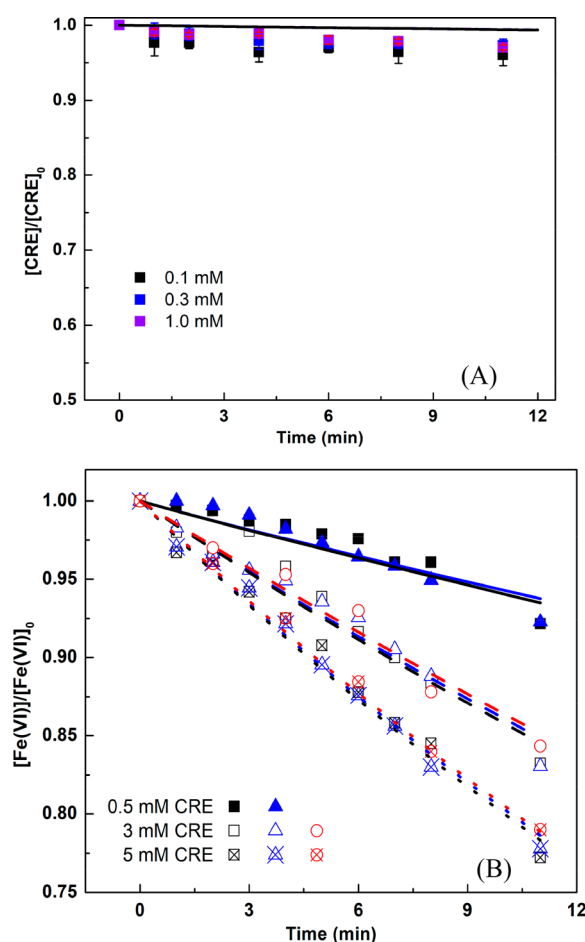 1.0
0.9
0.8
0.7
0.6
0.5
[CRE]/[CRE]0
0.1 mM
0.3 mM
1.0 mM
(A)
0 3 6 9 12
Time (min)
1.00
0.95
0.90
0.85
0.80
0.75
[Fe(VI)]/[Fe(VI)]0
0.5 mM CRE
3 mM CRE
5 mM CRE
(B)
0 3 6 9 12
Time (min)